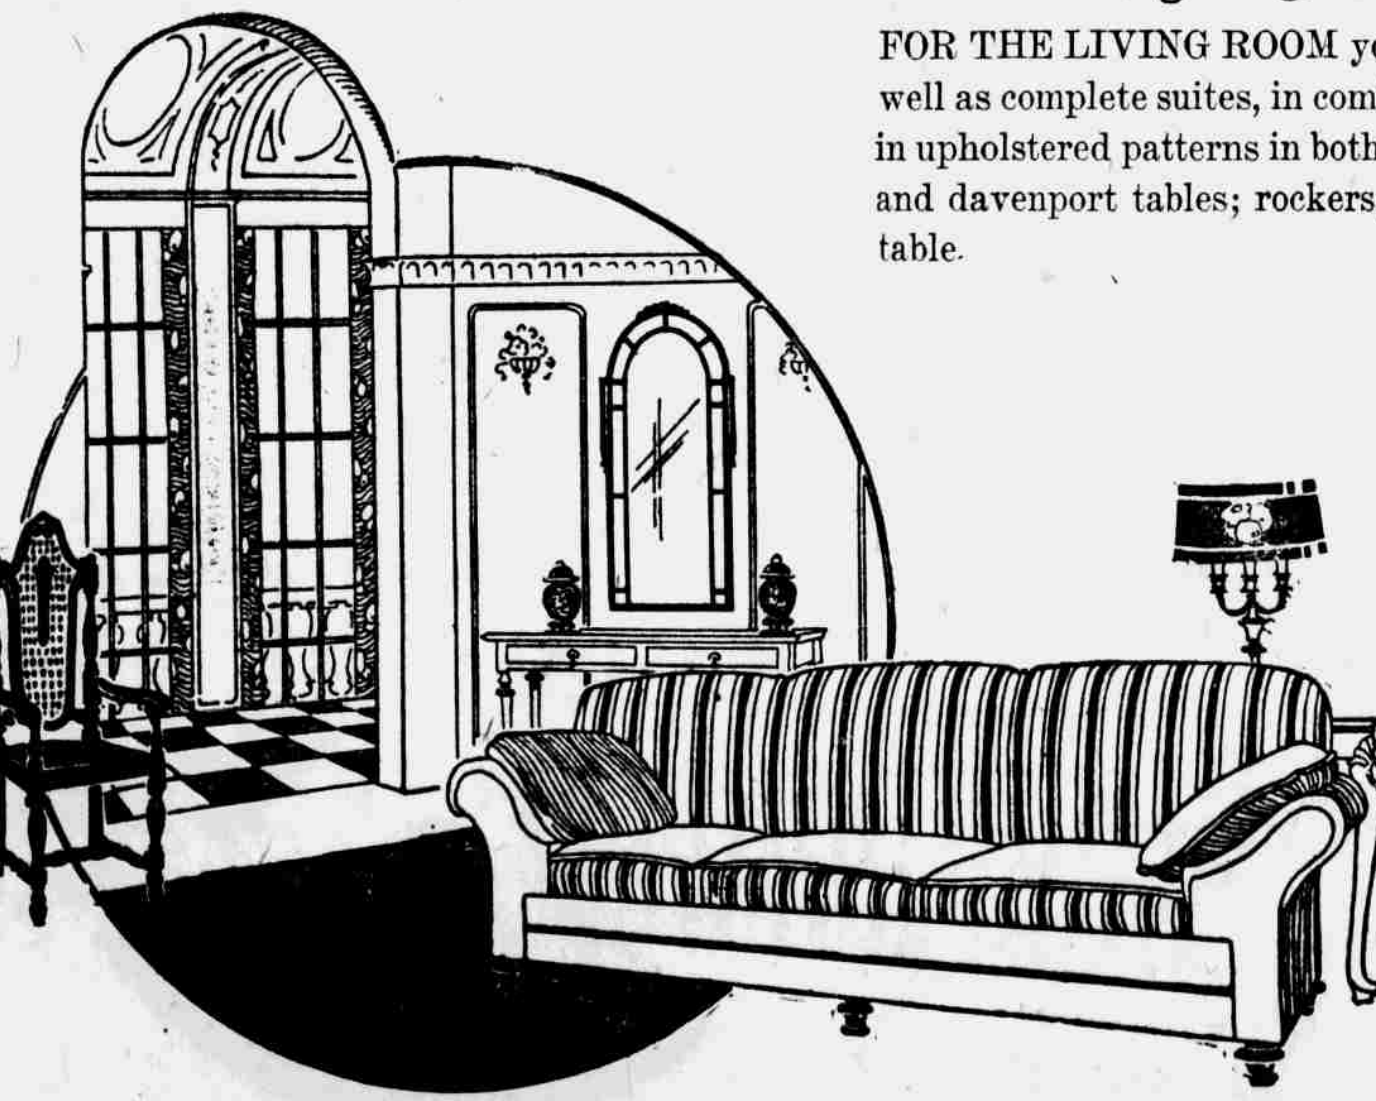 FOR THE LIVING ROOM
well as complete suites, in
in upholstered patterns in both
and davenport tables; rockers
table.